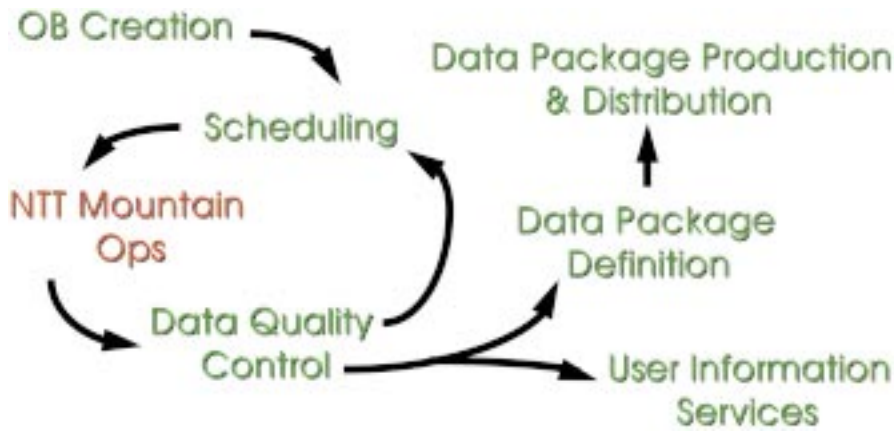 OB Creation
Scheduling
NTT Mountain
Ops
Data Quality
Control
Data Package Production
& Distribution
Data Package
Definition
User Information
Services